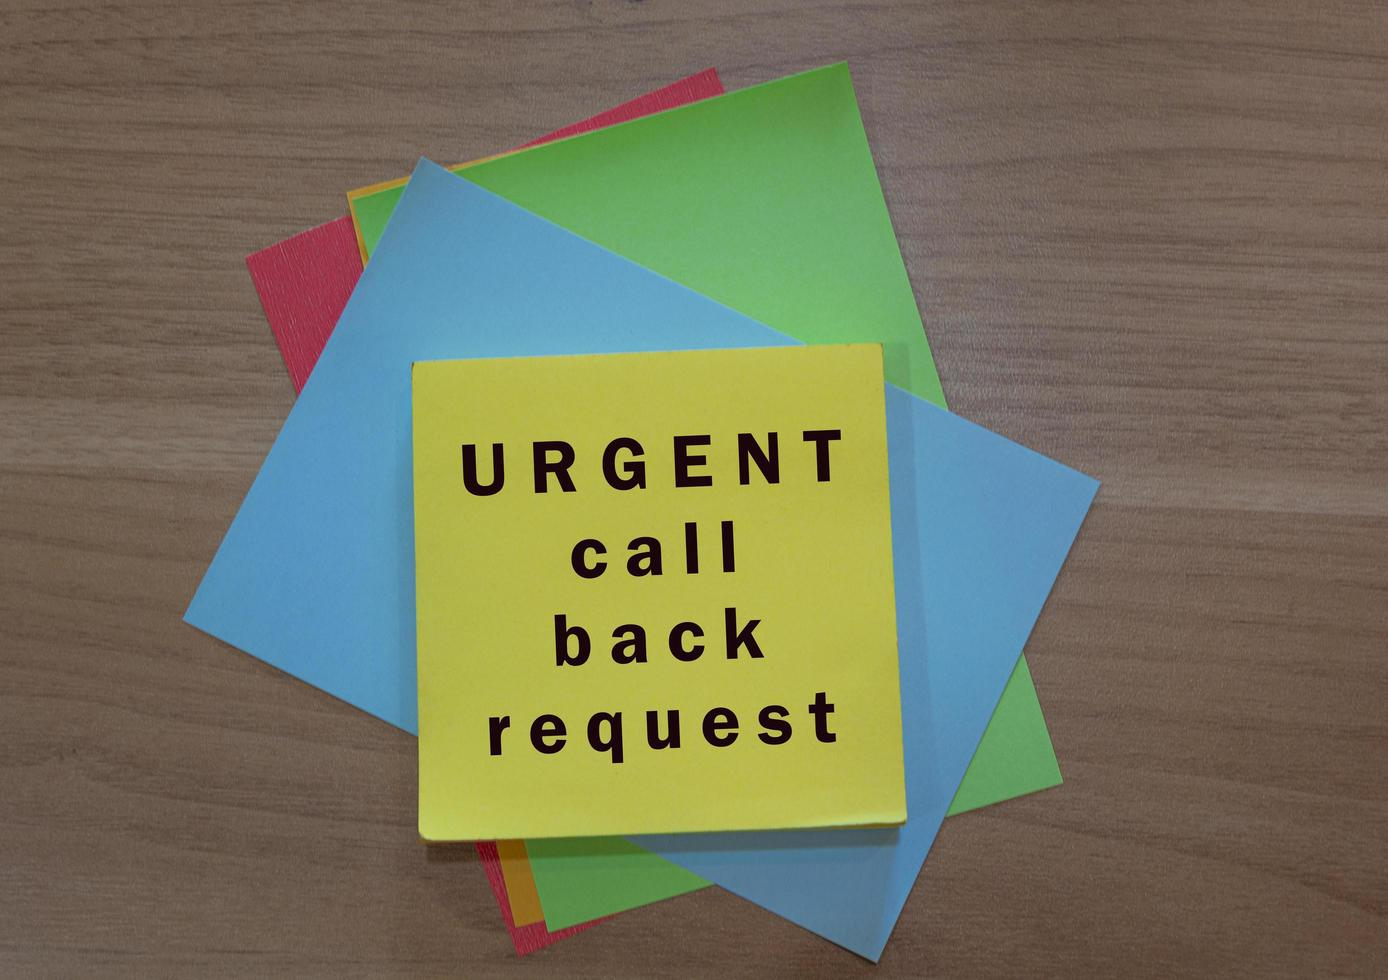 URGENT
call
back
request